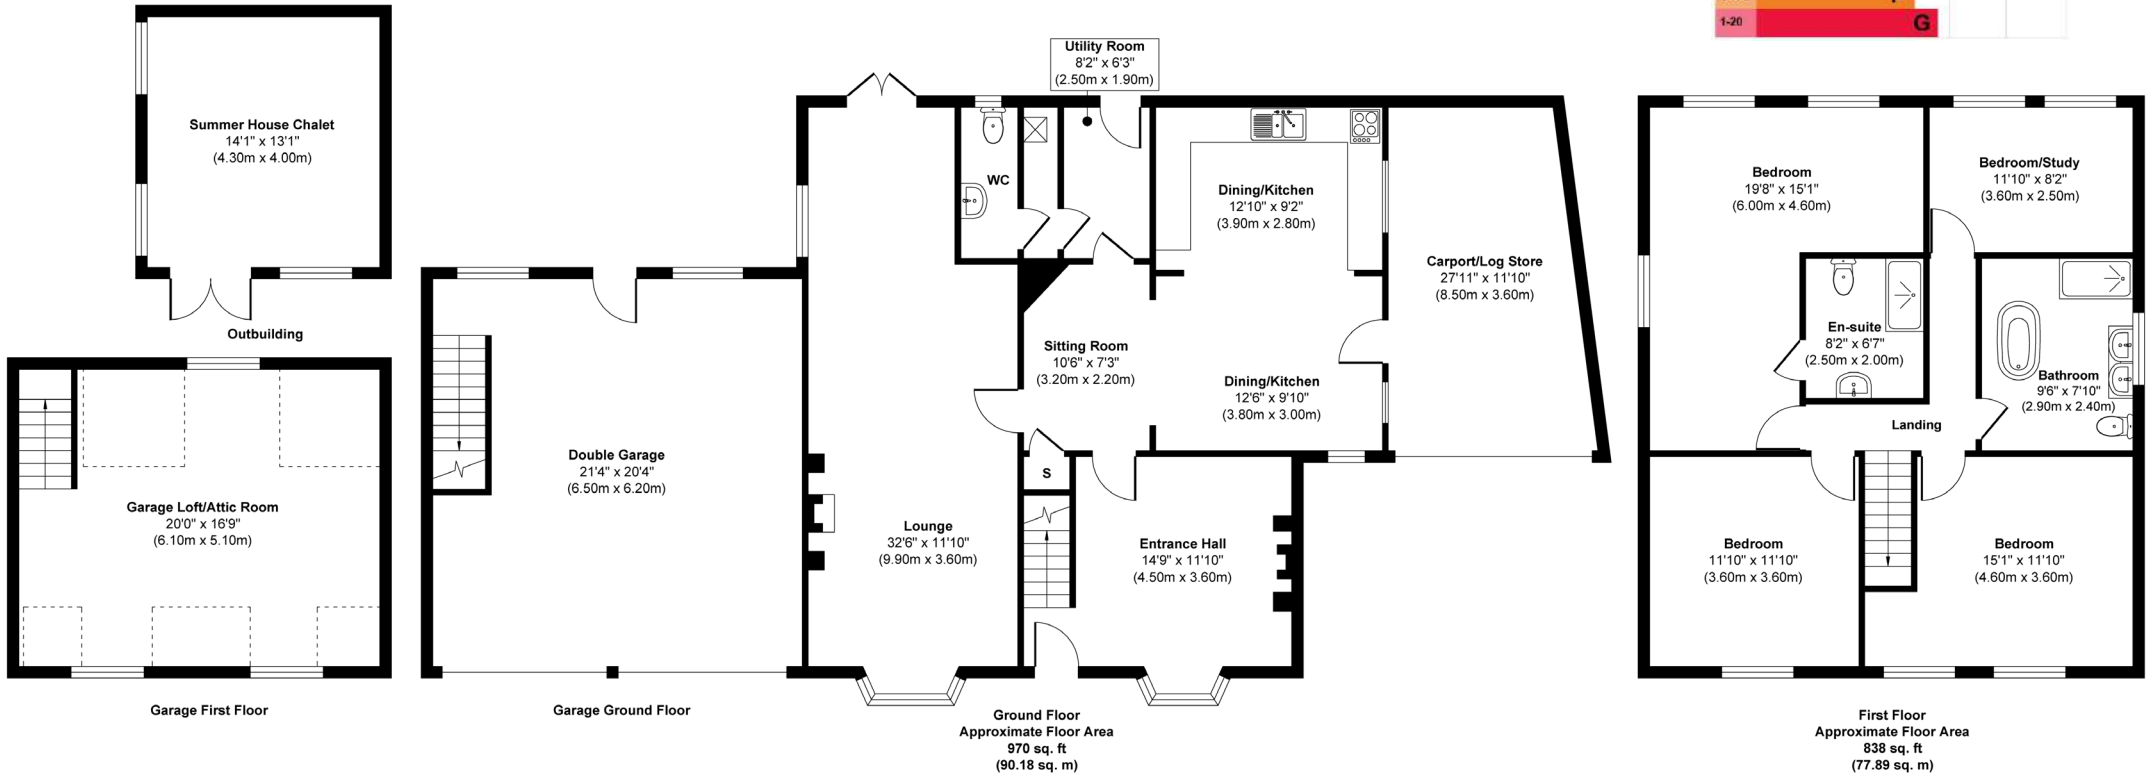 1-20 G
Summer House Chalet
14'1" x 13'1"
(4.30m x 4.00m)
Outbuilding
Garage Loft/Attic Room
20'0" x 16'9"
(6.10m x 5.10m)
Garage First Floor
Double Garage
21'4" x 20'4"
(6.50m x 6.20m)
Garage Ground Floor
Utility Room
8'2" x 6'3"
(2.50m x 1.90m)
WC
Dining/Kitchen
12'10" x 9'2"
(3.90m x 2.80m)
Carport/Log Store
27'11" x 11'10"
(8.50m x 3.60m)
Sitting Room
10'6" x 7'3"
(3.20m x 2.20m)
Dining/Kitchen
12'6" x 9'10"
(3.80m x 3.00m)
S
Lounge
32'6" x 11'10"
(9.90m x 3.60m)
Entrance Hall
14'9" x 11'10"
(4.50m x 3.60m)
Ground Floor
Approximate Floor Area
970 sq. ft
(90.18 sq. m)
Bedroom
19'8" x 15'1"
(6.00m x 4.60m)
Bedroom/Study
11'10" x 8'2"
(3.60m x 2.50m)
En-suite
8'2" x 6'7"
(2.50m x 2.00m)
Bathroom
9'6" x 7'10"
(2.90m x 2.40m)
Landing
Bedroom
11'10" x 11'10"
(3.60m x 3.60m)
Bedroom
15'1" x 11'10"
(4.60m x 3.60m)
First Floor
Approximate Floor Area
838 sq. ft
(77.89 sq. m)